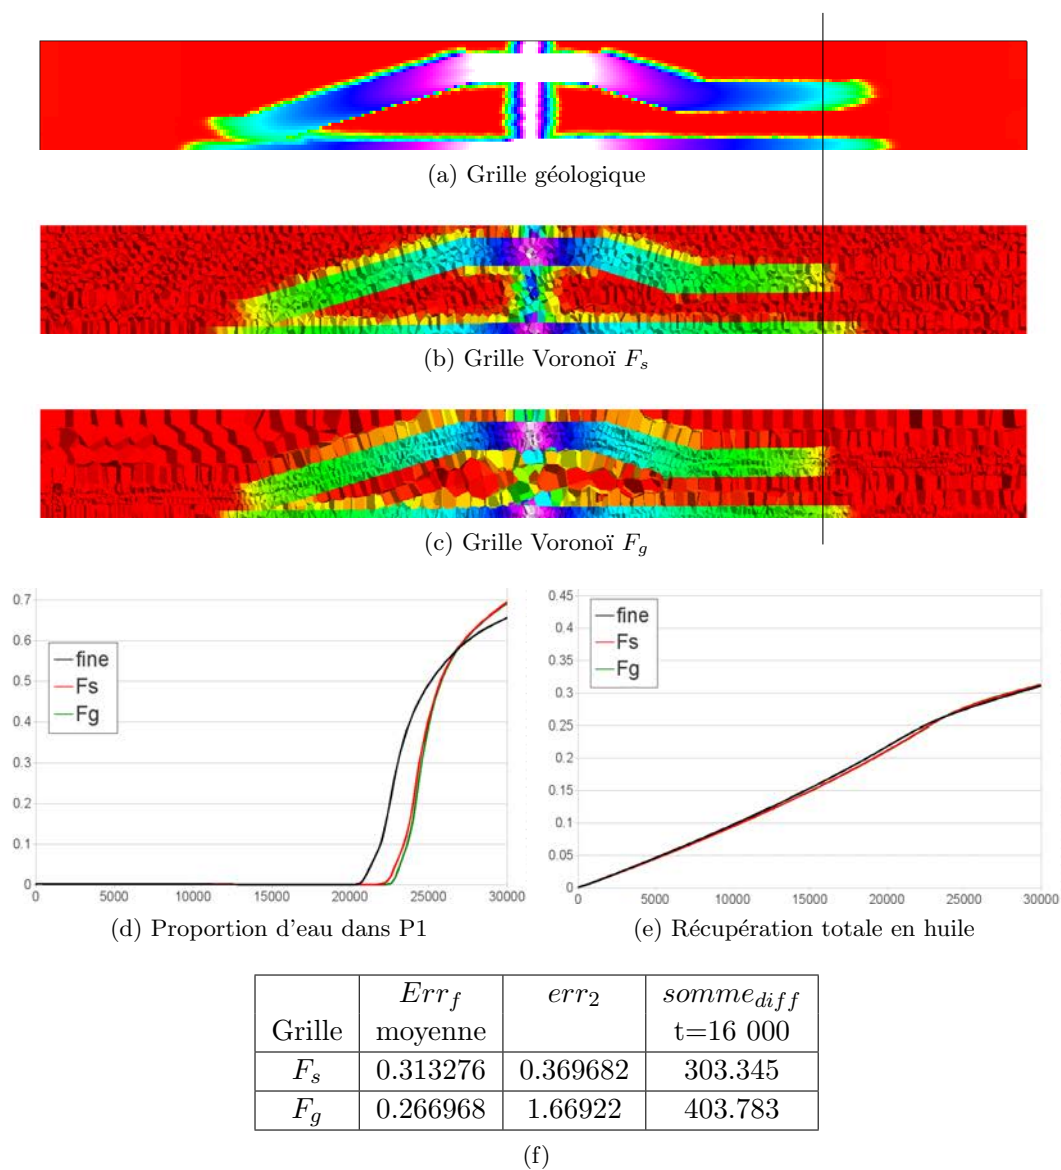 (a) Grille géologique
(b) Grille Voronoï F_s
(c) Grille Voronoï F_g
0.7
0.6
0.5
0.4
0.3
0.2
0.1
0
fine
Fs
Fg
0 5000 10000 15000 20000 25000 30000
(d) Proportion d'eau dans P1
0.45
0.4
0.35
0.3
0.25
0.2
0.15
0.1
0.05
0
fine
Fs
Fg
0 5000 10000 15000 20000 25000 30000
(e) Récupération totale en huile
Err_f err_2 somme_diff
Grille moyenne t=16 000
F_s 0.313276 0.369682 303.345
F_g 0.266968 1.66922 403.783
(f)